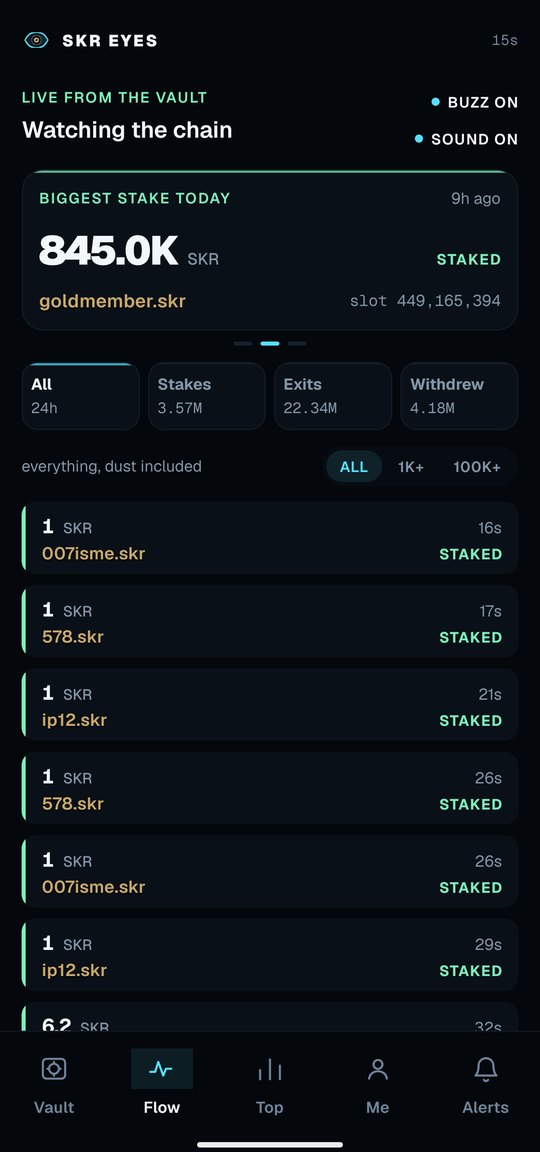 SKR EYES 15s
LIVE FROM THE VAULT
BUZZ ON
Watching the chain
SOUND ON
BIGGEST STAKE TODAY 9h ago
845.0K SKR STAKED
goldmember.skr slot 449,165,394
All Stakes Exits Withdrew
24h 3.57M 22.34M 4.18M
everything, dust included ALL 1K+ 100K+
1 SKR 16s
007isme.skr STAKED
1 SKR 17s
578.skr STAKED
1 SKR 21s
ip12.skr STAKED
1 SKR 26s
578.skr STAKED
1 SKR 26s
007isme.skr STAKED
1 SKR 29s
ip12.skr STAKED
6.2 SKR 32s
Vault Flow Top Me Alerts